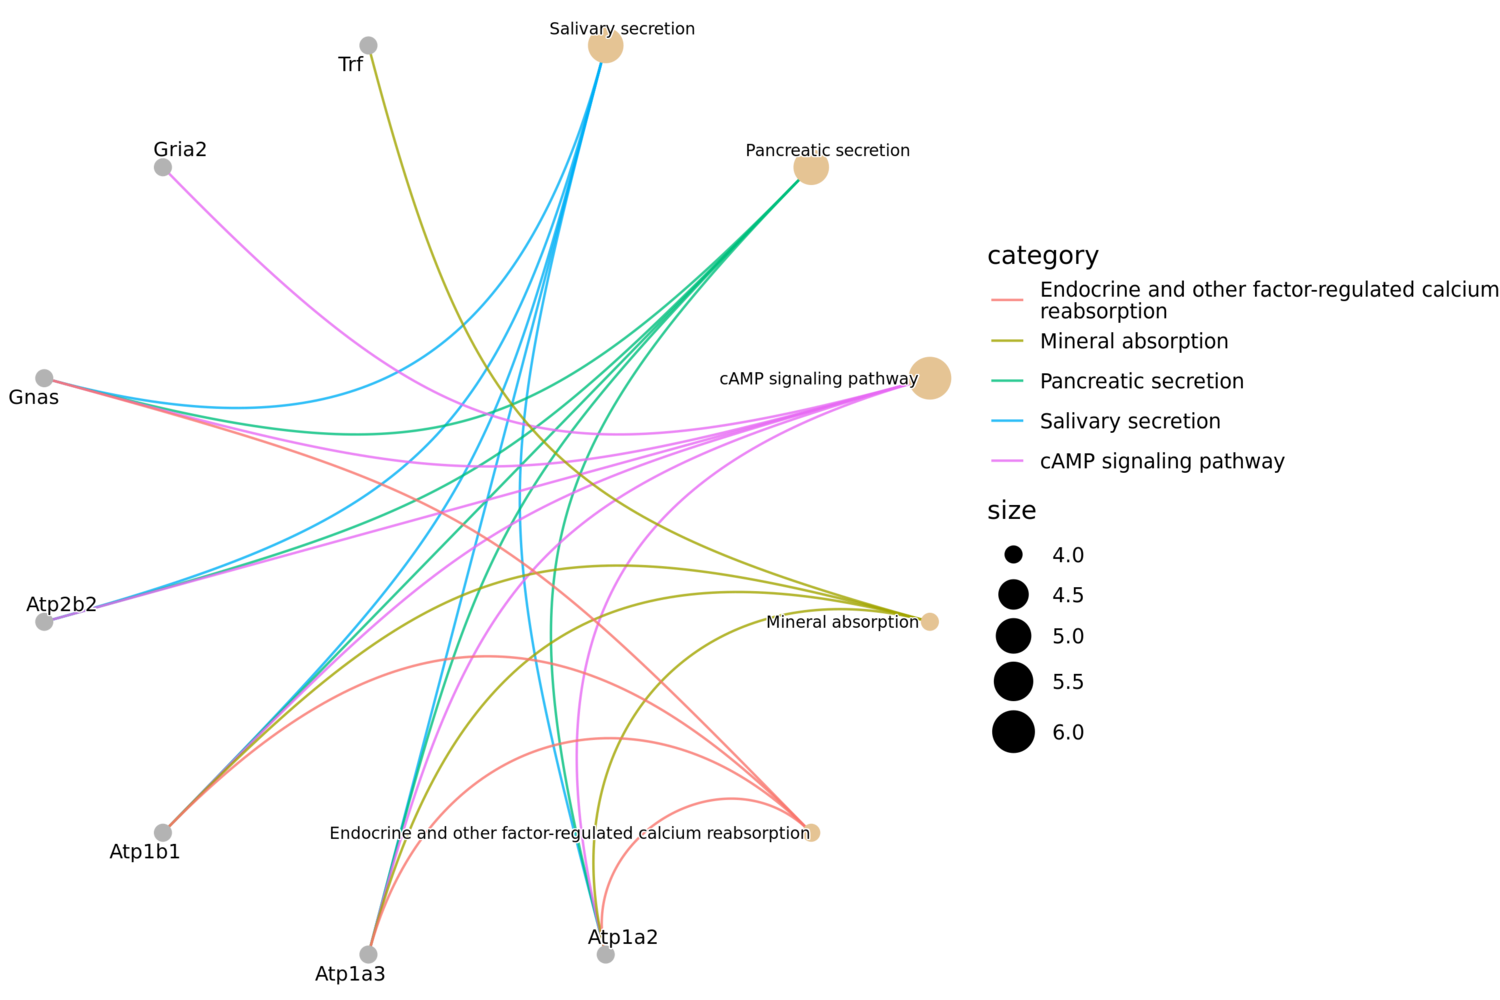 Salivary secretion
Trf
Gria2
Pancreatic secretion
Gnas
cAMP signaling pathway
Atp2b2
Mineral absorption
Atp1b1
Endocrine and other factor-regulated calcium reabsorption
Atp1a2
Atp1a3
category
Endocrine and other factor-regulated calcium
reabsorption
Mineral absorption
Pancreatic secretion
Salivary secretion
cAMP signaling pathway
size
4.0
4.5
5.0
5.5
6.0